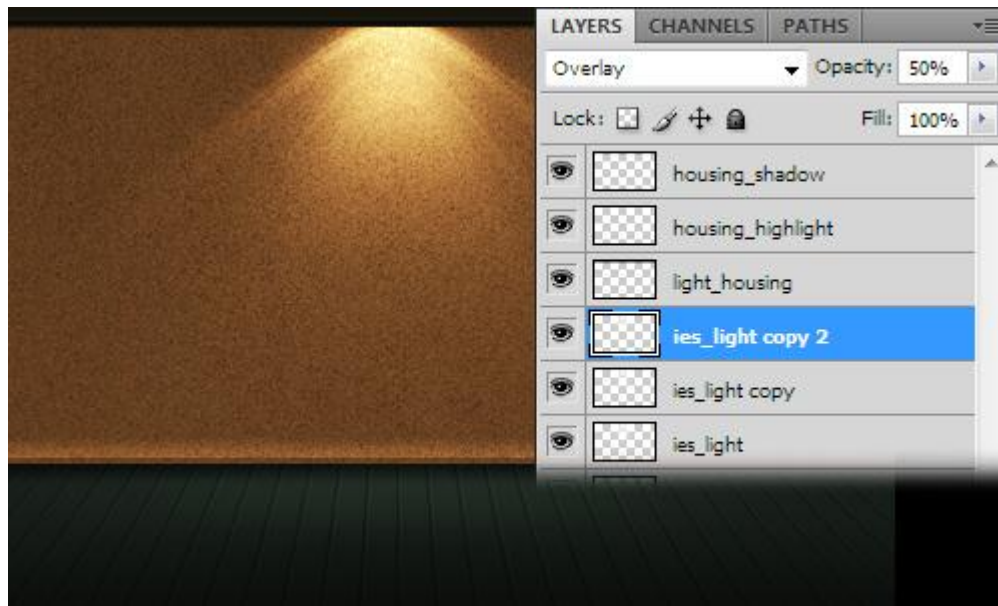 LAYERS CHANNELS PATHS
Overlay Opacity: 50%
Lock: Fill: 100%
housing_shadow
housing_highlight
light_housing
ies_light copy 2
ies_light copy
ies_light